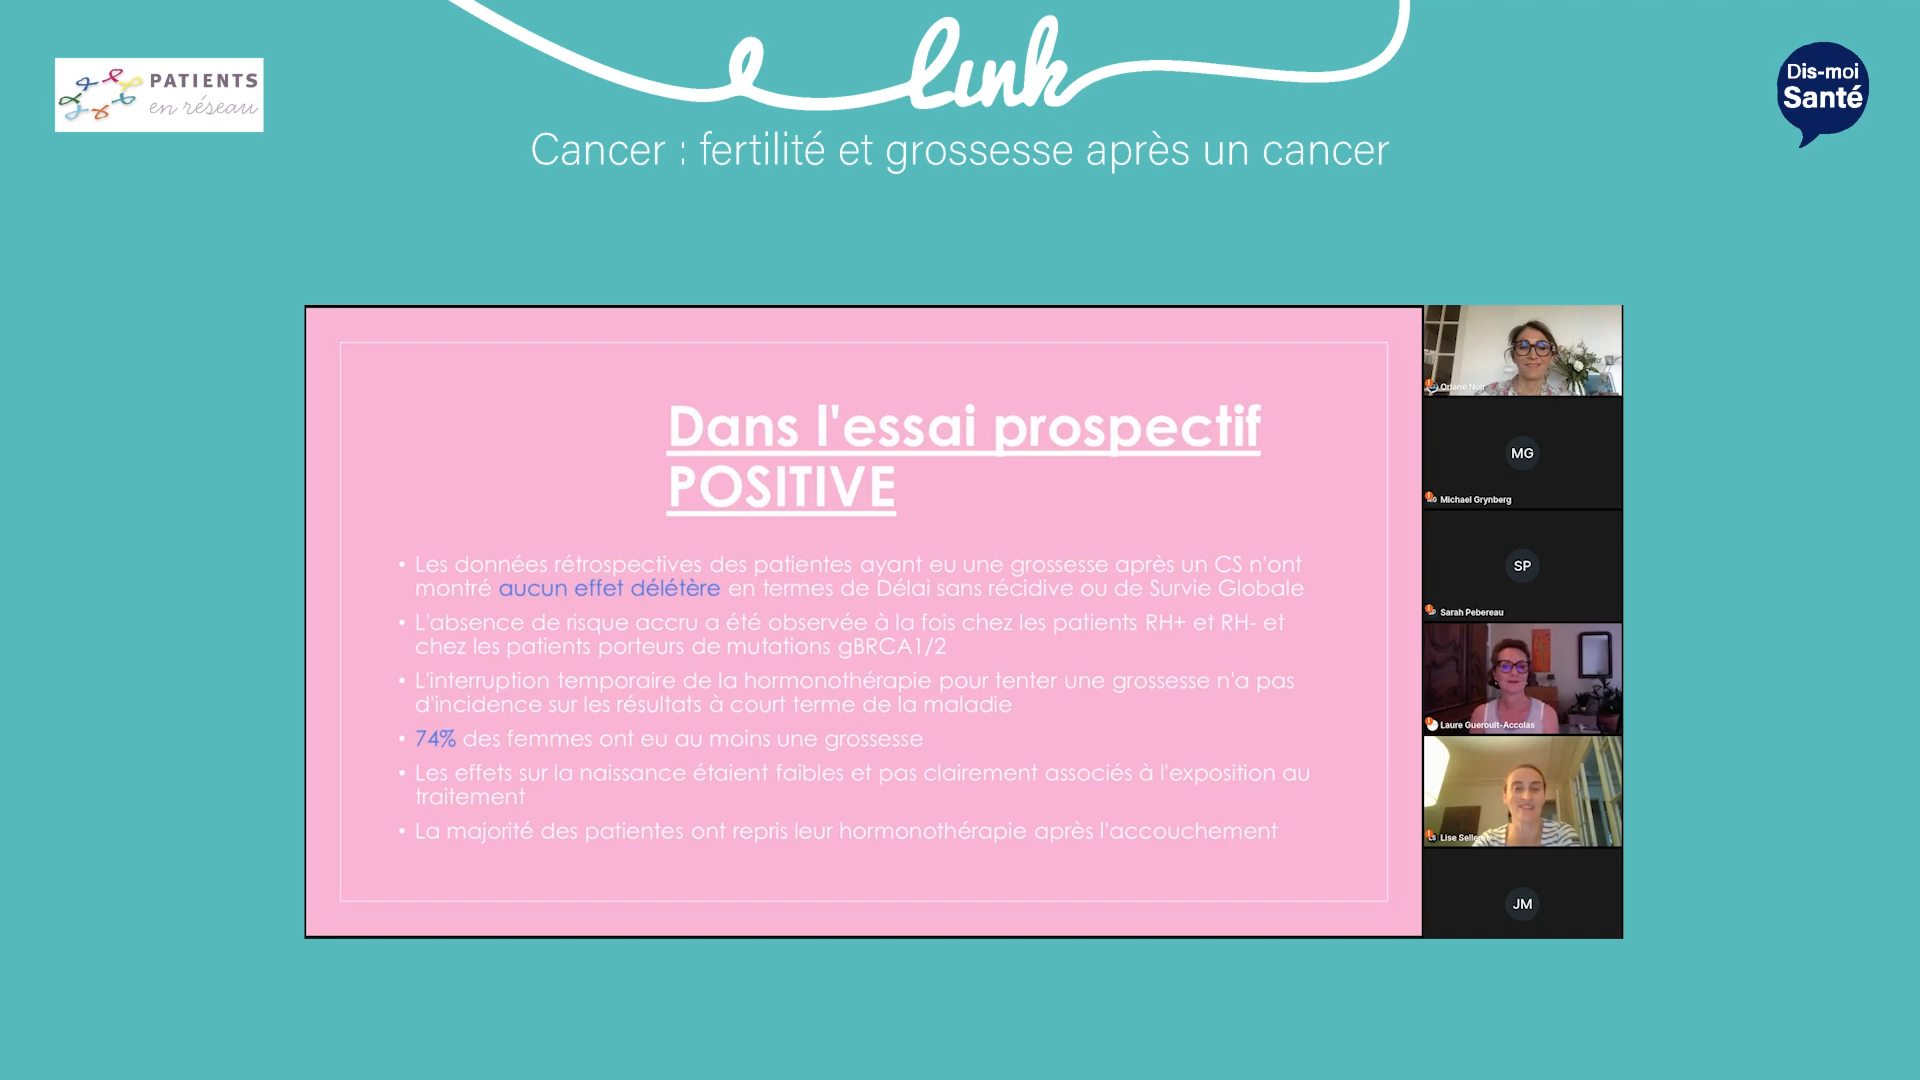 PATIENTS
en réseau
e link
Dis-moi
Santé
Cancer : fertilité et grossesse après un cancer
Dans l'essai prospectif
POSITIVE
• Les données rétrospectives des patientes ayant eu une grossesse après un CS n'ont
montré aucun effet délétère en termes de Délai sans récidive ou de Survie Globale
• L'absence de risque accru a été observée à la fois chez les patients RH+ et RH- et
chez les patients porteurs de mutations gBRCA1/2
• L'interruption temporaire de la hormonothérapie pour tenter une grossesse n'a pas
d'incidence sur les résultats à court terme de la maladie
• 74% des femmes ont eu au moins une grossesse
• Les effets sur la naissance étaient faibles et pas clairement associés à l'exposition au
traitement
• La majorité des patientes ont repris leur hormonothérapie après l'accouchement
Oriane
MG
Michael Grynberg
SP
Sarah Pebereau
Laure Gueroult-Accolas
Lise
JM